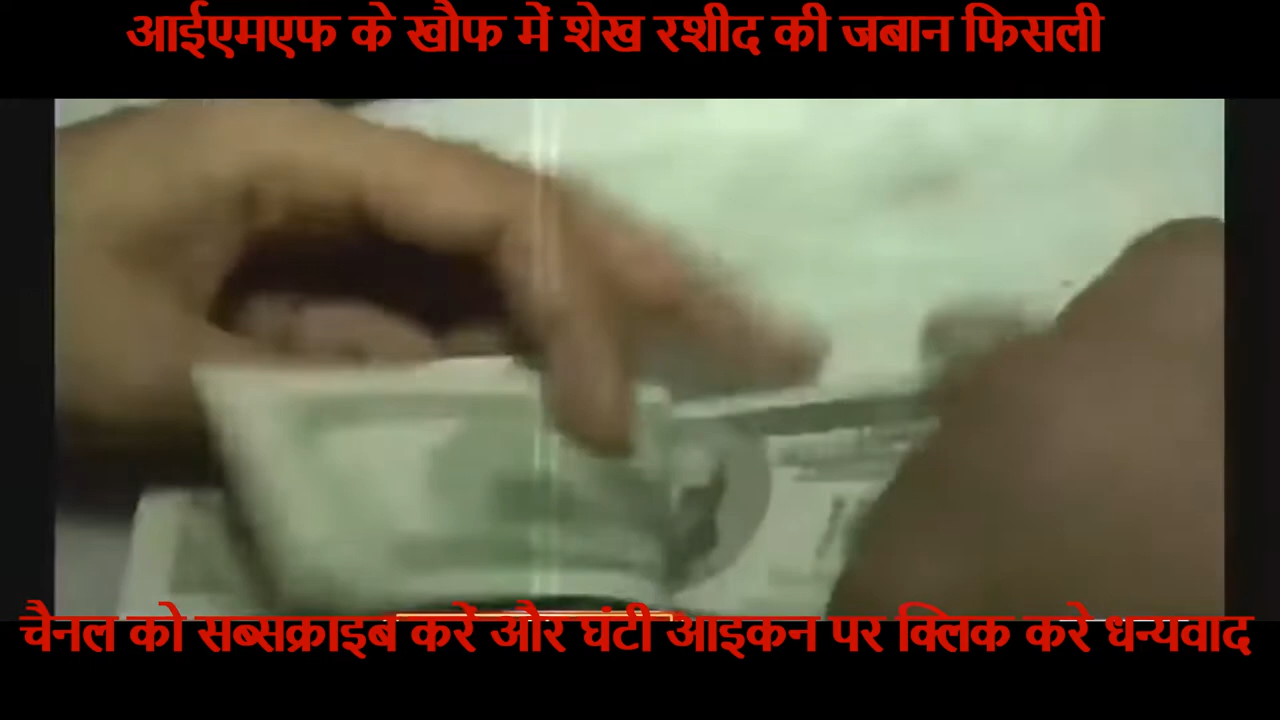 आईएमएफ के खौफ में शेख रशीद की जबान फिसली
चैनल को सब्सक्राइब करें और घंटी आइकन पर क्लिक करे धन्यवाद